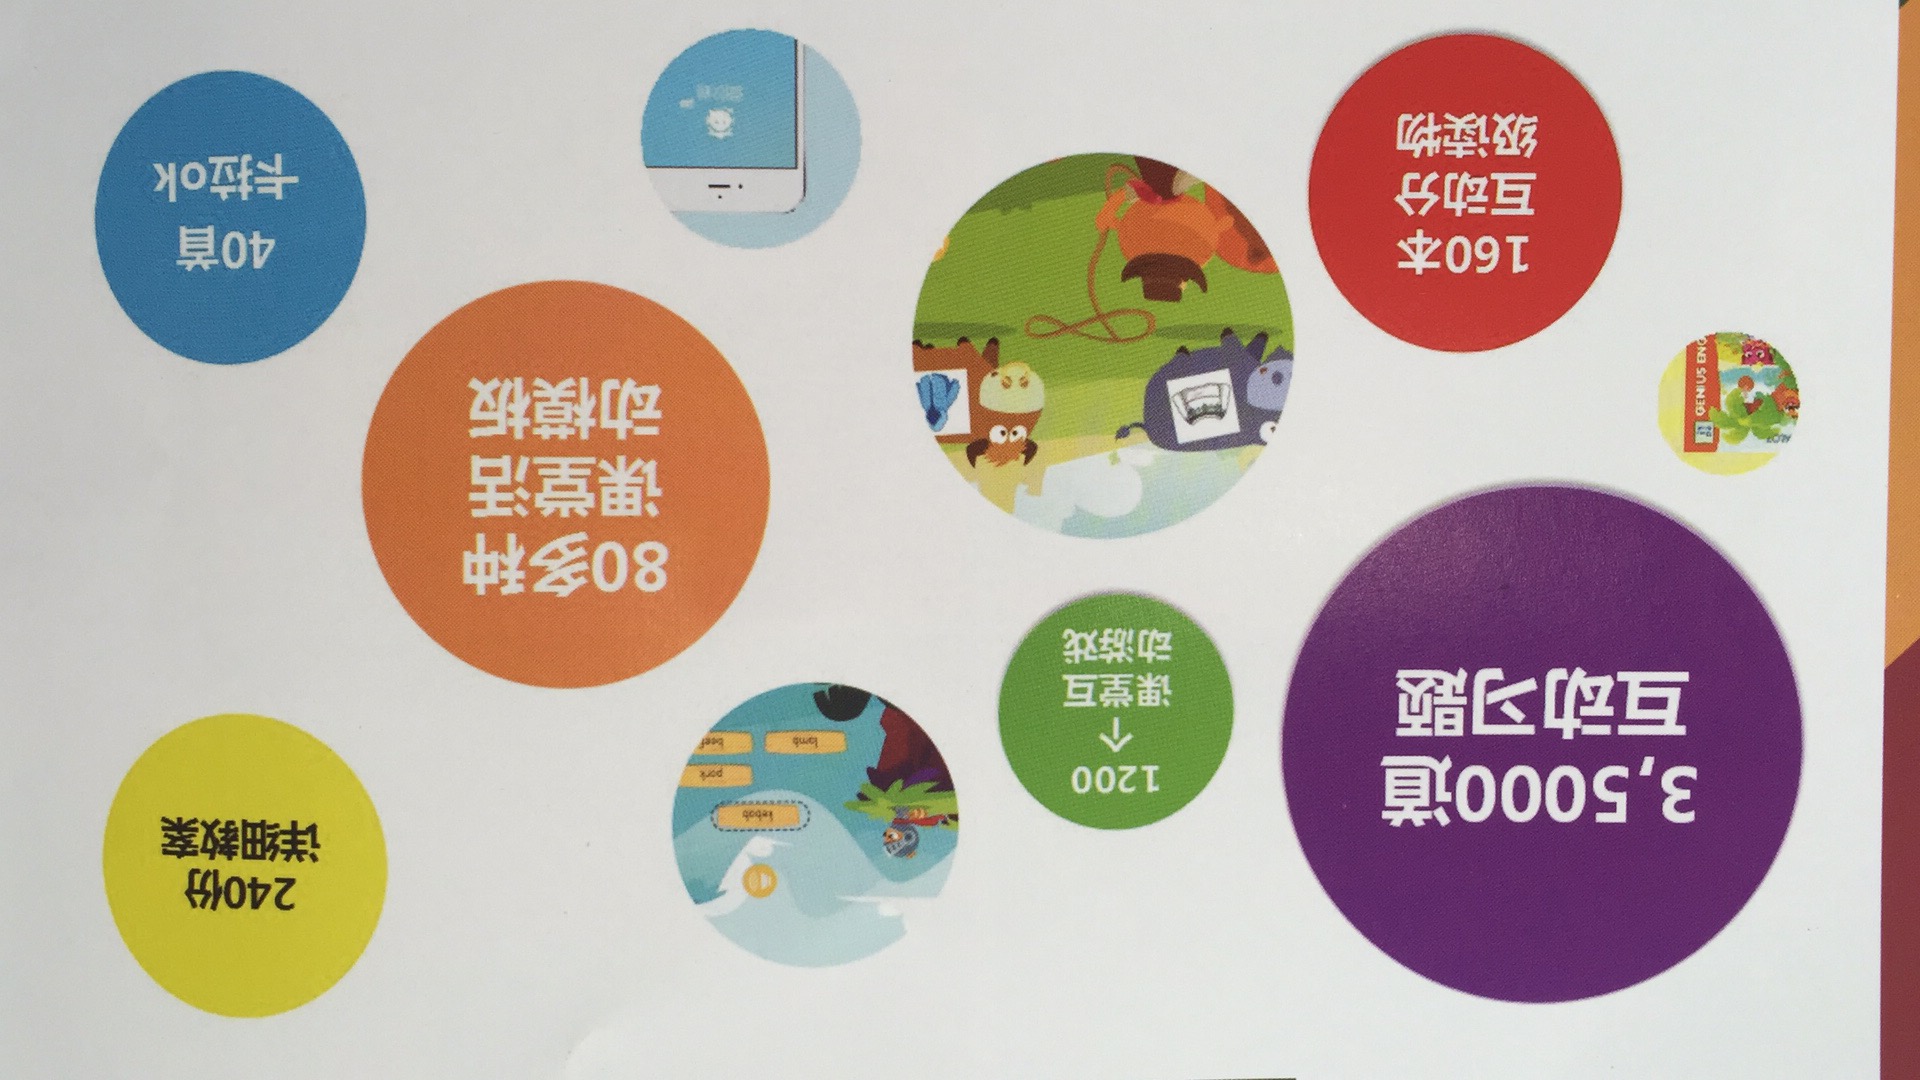 3,5000道
互动习题
1200
个
课堂互
动游戏
240份
详细教案
kebab
pork
lamb
beef
80多种
课堂活
动模板
160本
互动分
级读物
40首
卡拉ok
GENIUS ENG